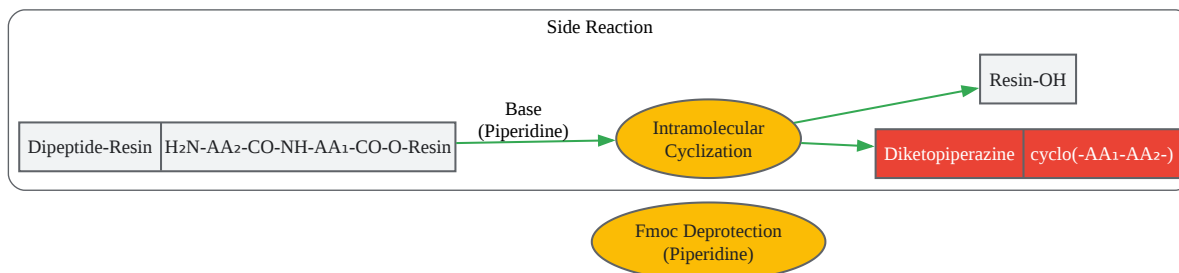 Side Reaction
Resin-OH
Base
(Piperidine)
Dipeptide-Resin
H₂N-AA₂-CO-NH-AA₁-CO-O-Resin
Intramolecular
Cyclization
Diketopiperazine
cyclo(-AA₁-AA₂-)
Fmoc Deprotection
(Piperidine)